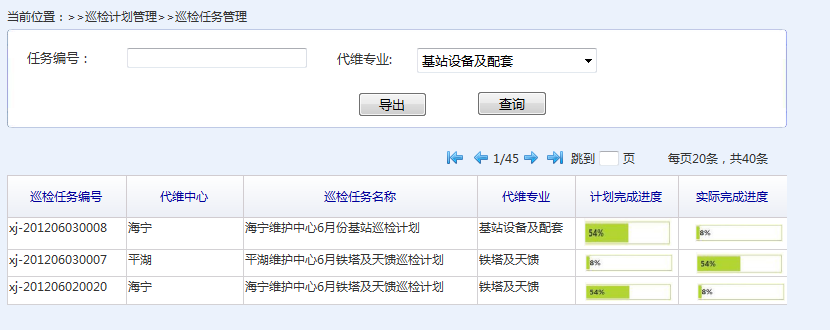 当前位置：>>巡检计划管理>>巡检任务管理
任务编号： 代维专业: 基站设备及配套
导出 查询
1/45 跳到 页 每页20条，共40条
巡检任务编号 代维中心 巡检任务名称 代维专业 计划完成进度 实际完成进度
xj-201206030008 海宁 海宁维护中心6月份基站巡检计划 基站设备及配套 54% 8%
xj-201206030007 平湖 平湖维护中心6月铁塔及天馈巡检计划 铁塔及天馈 8% 54%
xj-201206020020 海宁 海宁维护中心6月铁塔及天馈巡检计划 铁塔及天馈 54% 8%